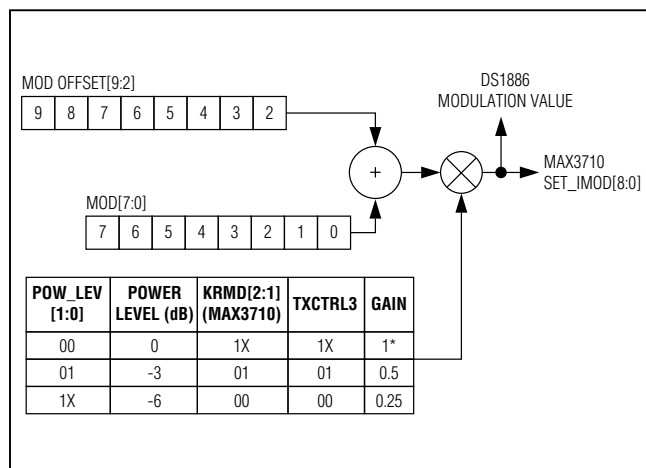 MOD OFFSET[9:2]
9 8 7 6 5 4 3 2
DS1886
MODULATION VALUE
+
MAX3710
SET_IMOD[8:0]
MOD[7:0]
7 6 5 4 3 2 1 0
POW_LEV [1:0] POWER LEVEL (dB) KRMD[2:1] (MAX3710) TXCTRL3 GAIN
00 0 1X 1X 1*
01 -3 01 01 0.5
1X -6 00 00 0.25